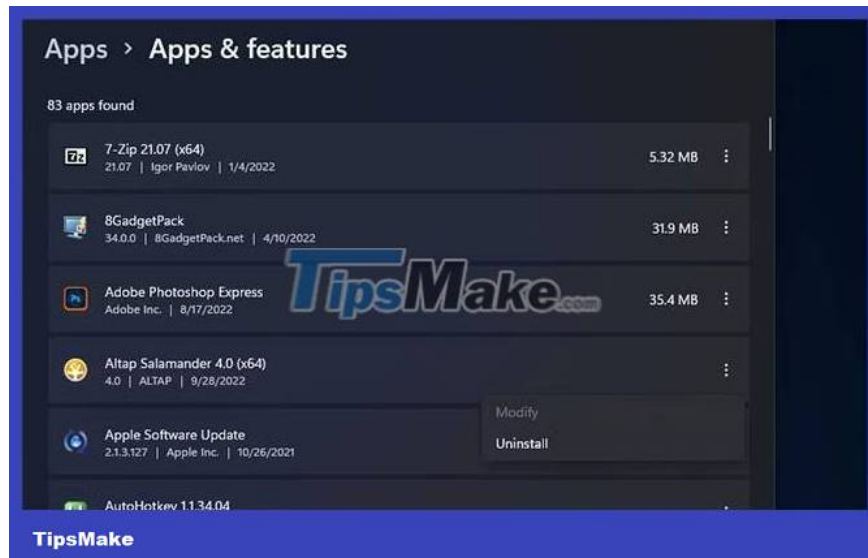 Apps > Apps & features
83 apps found
7-Zip 21.07 (x64)
21.07 | Igor Pavlov | 1/4/2022
5.32 MB
8GadgetPack
34.0.0 | 8GadgetPack.net | 4/10/2022
31.9 MB
TipsMake.com
Adobe Photoshop Express
Adobe Inc. | 8/17/2022
35.4 MB
Altap Salamander 4.0 (x64)
4.0 | ALTAP | 9/28/2022
Modify
Uninstall
Apple Software Update
2.1.3.127 | Apple Inc. | 10/26/2021
AutoHotkey 1.1.34.04
TipsMake